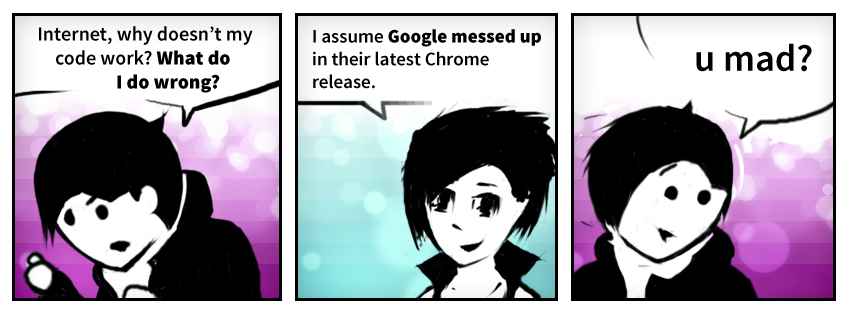 Internet, why doesn’t my
code work? What do
I do wrong?
I assume Google messed up
in their latest Chrome
release.
u mad?